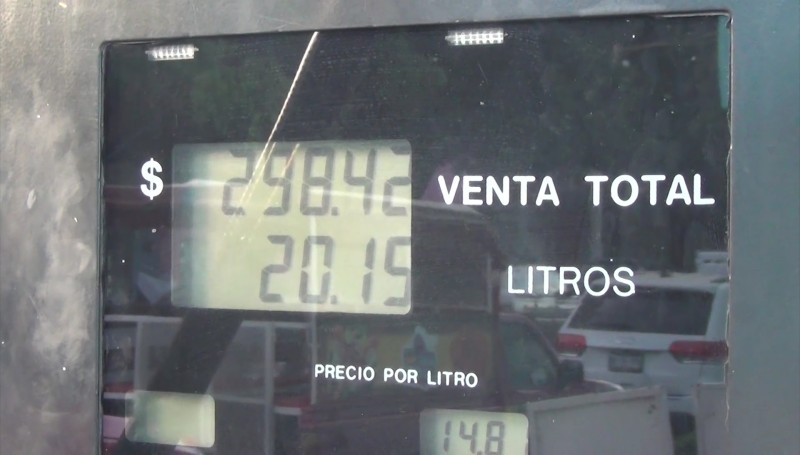 $ 298.42 VENTA TOTAL
20.15 LITROS
PRECIO POR LITRO
14.8